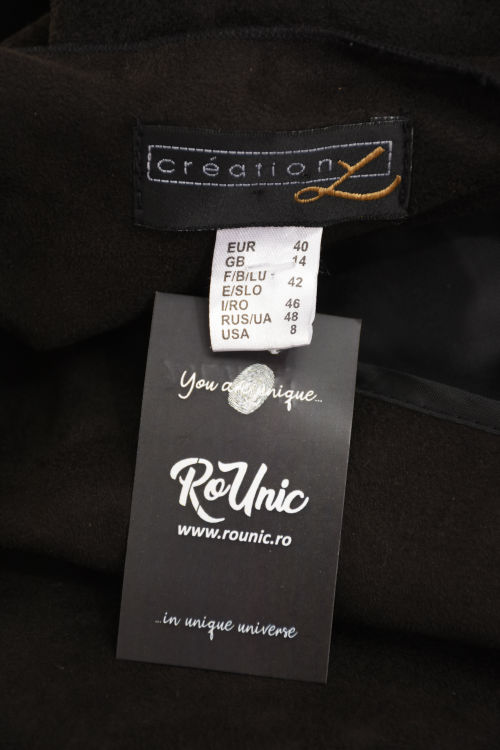 création L
EUR 40
GB 14
F/B/LU - 42
E/SLO
I/RO 46
RUS/UA 48
USA 8
You are unique...
RoUnic
www.rounic.ro
...in unique universe